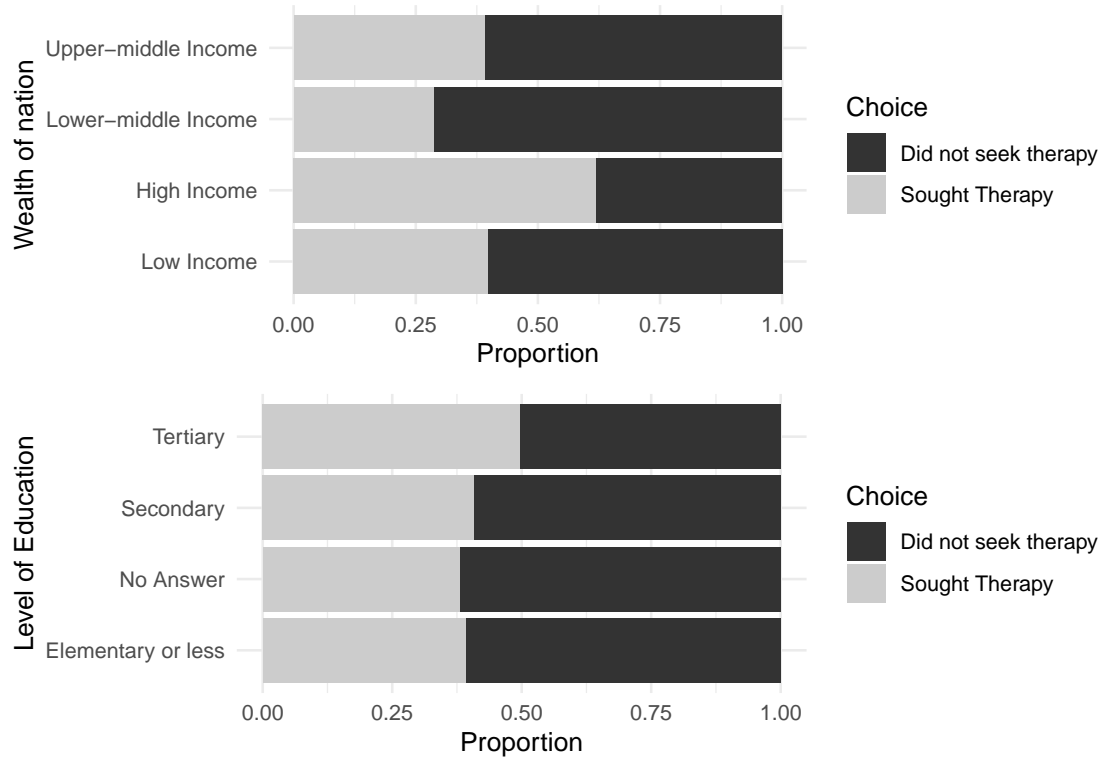 Wealth of nation
Upper−middle Income
Lower−middle Income
High Income
Low Income
0.00 0.25 0.50 0.75 1.00
Proportion
Choice
Did not seek therapy
Sought Therapy
Level of Education
Tertiary
Secondary
No Answer
Elementary or less
0.00 0.25 0.50 0.75 1.00
Proportion
Choice
Did not seek therapy
Sought Therapy